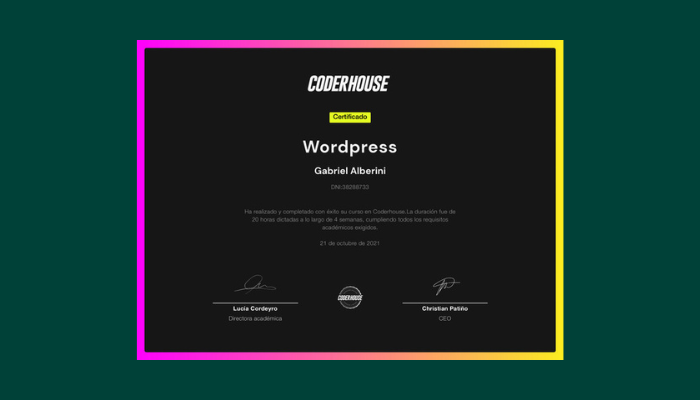 CODERHOUSE
Certificado
Wordpress
Gabriel Alberini
DNI:38288733
Ha realizado y completado con éxito su curso en Coderhouse.La duración fue de
20 horas dictadas a lo largo de 4 semanas, cumpliendo todos los requisitos
académicos exigidos.
21 de octubre de 2021
CODERHOUSE
Lucía Cordeyro
Christian Patiño
Directora académica
CEO